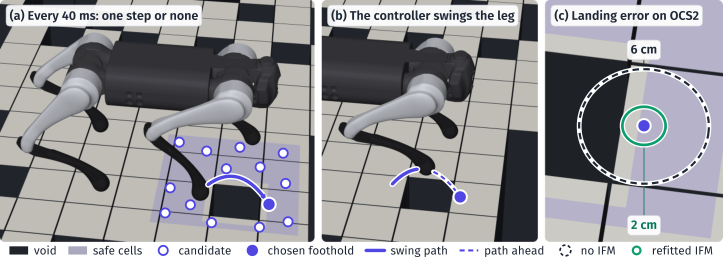 (a) Every 40 ms: one step or none
(b) The controller swings the leg
(c) Landing error on OCS2
6 cm
2 cm
void
safe cells
candidate
chosen foothold
swing path
path ahead
no IFM
refitted IFM